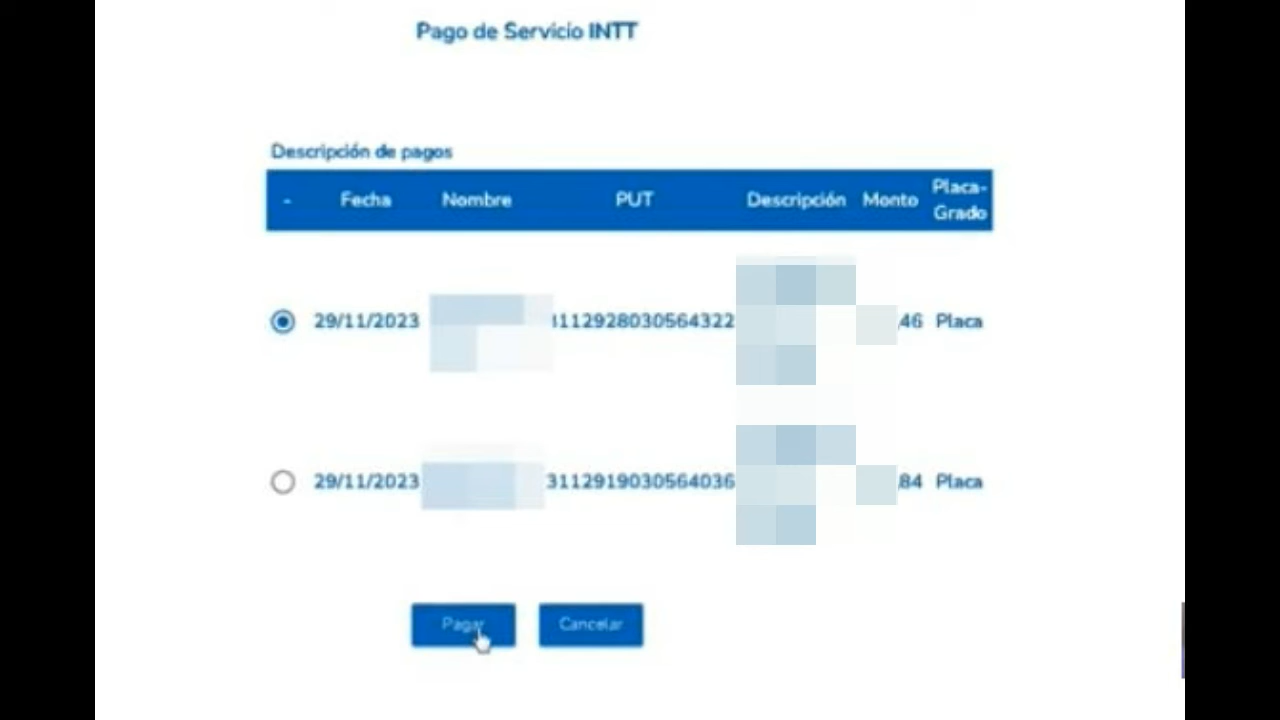 Pago de Servicio INTT
Descripción de pagos
- Fecha Nombre PUT Descripción Monto Placa-
Grado
29/11/2023 112928030564322 ,46 Placa
29/11/2023 3112919030564036 ,84 Placa
Pagar Cancelar